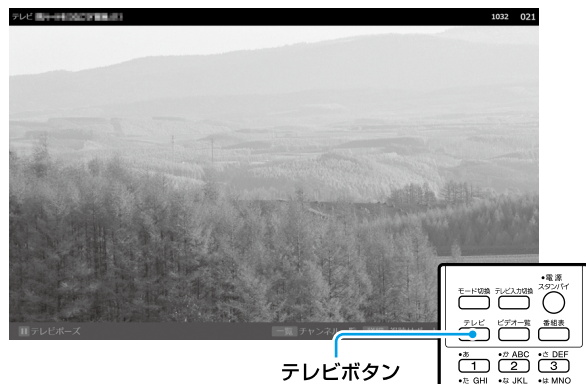 テレビ
1032 021
テレビポーズ
一覧 チャンネル
テレビボタン
•電源
スタンバイ
モード切換 テレビ入力切換
テレビ ビデオ一覧 番組表
•あ •か ABC •さ DEF
1 2 3
•た GHI •な JKL •は MNO